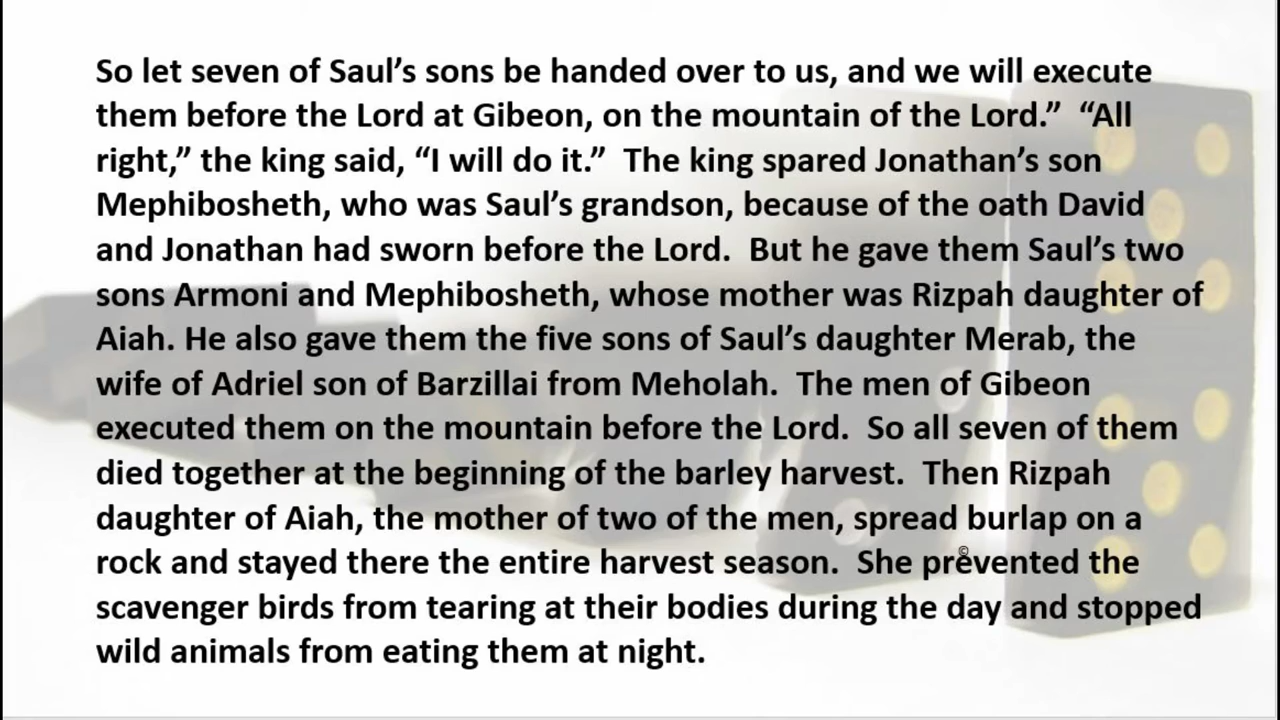 So let seven of Saul’s sons be handed over to us, and we will execute
them before the Lord at Gibeon, on the mountain of the Lord.”  “All
right,” the king said, “I will do it.”  The king spared Jonathan’s son
Mephibosheth, who was Saul’s grandson, because of the oath David
and Jonathan had sworn before the Lord.  But he gave them Saul’s two
sons Armoni and Mephibosheth, whose mother was Rizpah daughter of
Aiah. He also gave them the five sons of Saul’s daughter Merab, the
wife of Adriel son of Barzillai from Meholah.  The men of Gibeon
executed them on the mountain before the Lord.  So all seven of them
died together at the beginning of the barley harvest.  Then Rizpah
daughter of Aiah, the mother of two of the men, spread burlap on a
rock and stayed there the entire harvest season.  She prevented the
scavenger birds from tearing at their bodies during the day and stopped
wild animals from eating them at night.
©